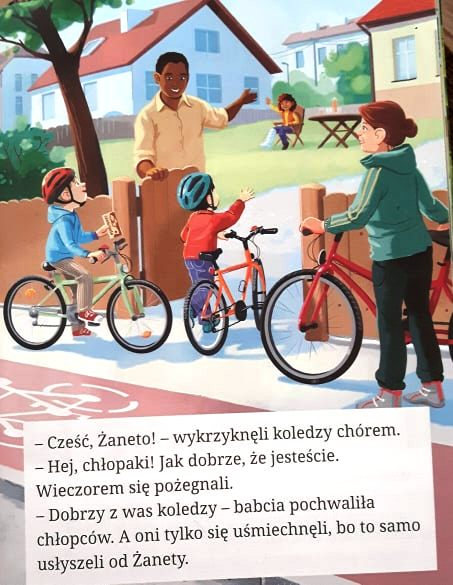 – Cześć, Żaneto! – wykrzyknęli koledzy chórem.
– Hej, chłopaki! Jak dobrze, że jesteście.
Wieczorem się pożegnali.
– Dobrzy z was koledzy – babcia pochwaliła
chłopców. A oni tylko się uśmiechnęli, bo to samo
usłyszeli od Żanety.